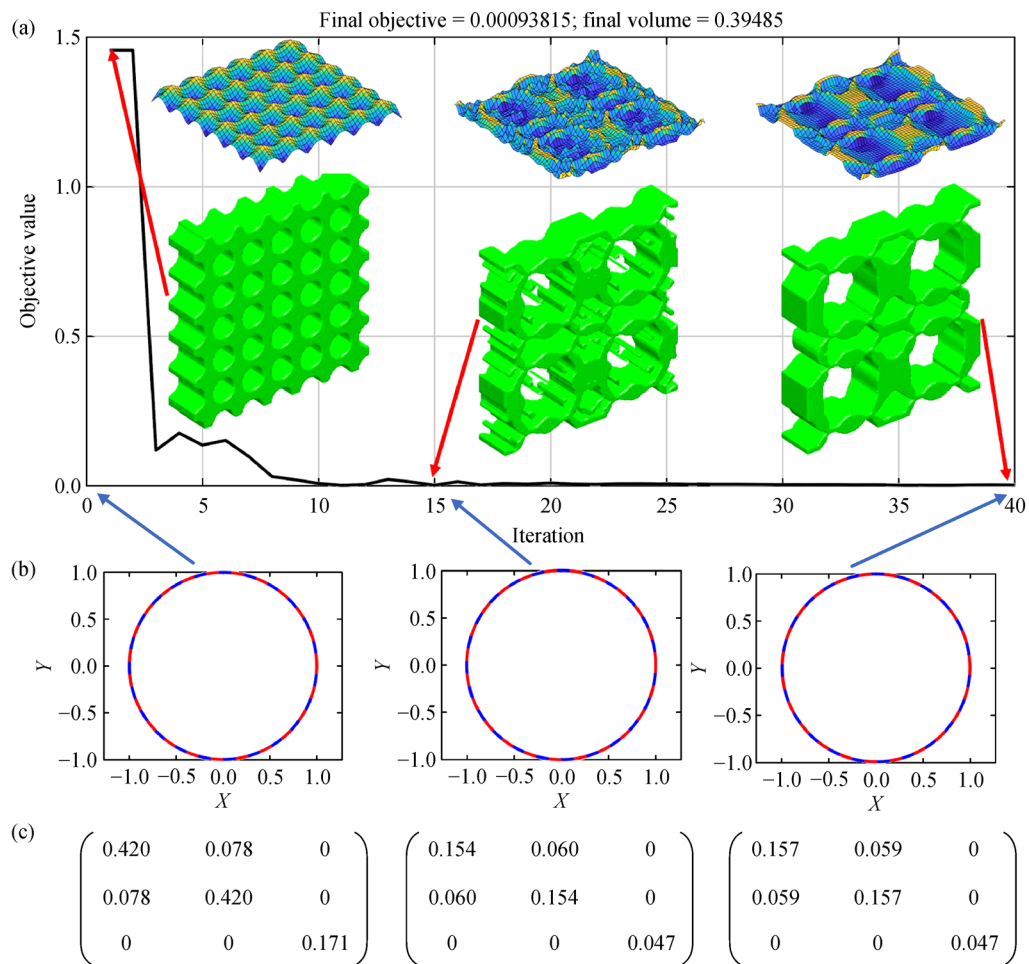 (a)
Final objective = 0.00093815; final volume = 0.39485
1.5
1.0
0.5
0.0
Objective value
0 5 10 15 20 25 30 35 40
Iteration
(b)
1.0 1.0 1.0
0.5 0.5 0.5
0.0 0.0 0.0
−0.5 −0.5 −0.5
−1.0 −1.0 −1.0
Y Y Y
−1.0 −0.5 0.0 0.5 1.0 −1.0 −0.5 0.0 0.5 1.0 −1.0 −0.5 0.0 0.5 1.0
X X X
(c)
0.420 0.078 0 0.154 0.060 0 0.157 0.059 0
0.078 0.420 0 0.060 0.154 0 0.059 0.157 0
0 0 0.171 0 0 0.047 0 0 0.047